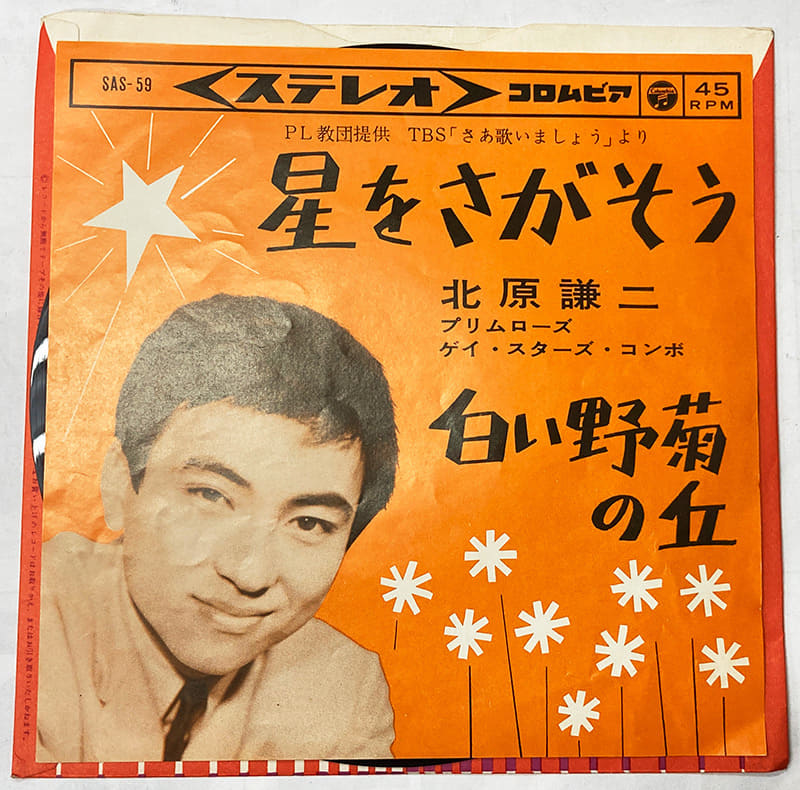 SAS-59
ステレオ
コロムビア
Columbia
45
RPM
PL教団提供 TBS「さあ歌いましょう」より
星をさがそう
北原謙二
プリムローズ
ゲイ・スターズ・コンボ
白い野菊
の丘